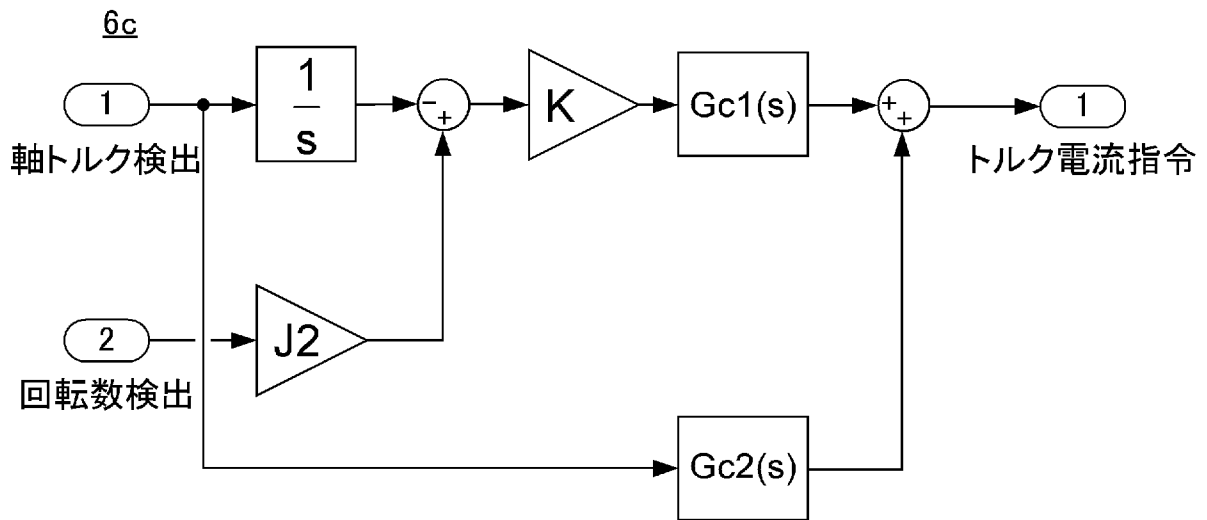 6c
1
軸トルク検出
1
s
-
+
K
Gc1(s)
+
+
1
トルク電流指令
2
回転数検出
J2
Gc2(s)